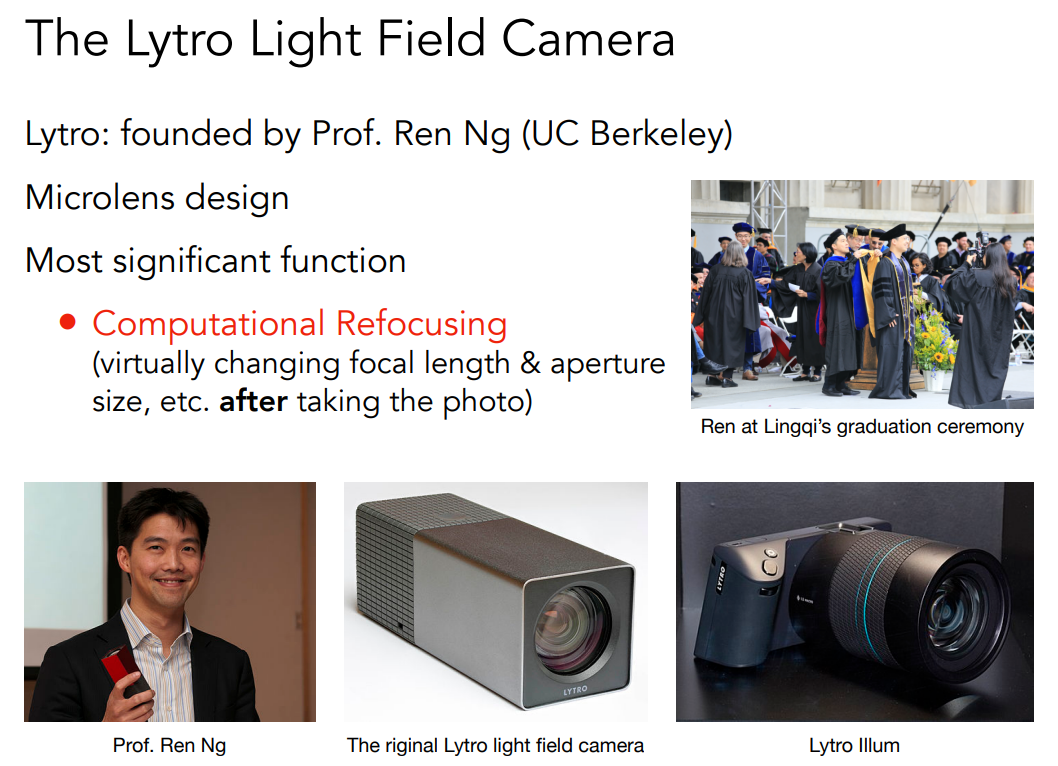 The Lytro Light Field Camera
Lytro: founded by Prof. Ren Ng (UC Berkeley)
Microlens design
Most significant function
• Computational Refocusing
(virtually changing focal length & aperture
size, etc. after taking the photo)
Ren at Lingqi’s graduation ceremony
LYTRO
LYTRO
Prof. Ren Ng
The riginal Lytro light field camera
Lytro Illum